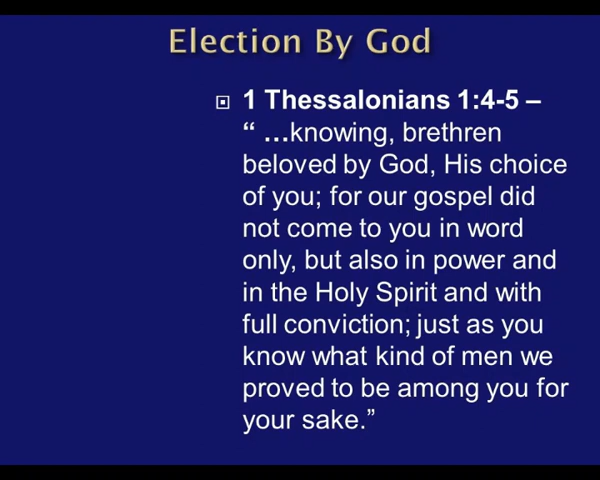 Election By God
1 Thessalonians 1:4-5 –
“ …knowing, brethren
beloved by God, His choice
of you; for our gospel did
not come to you in word
only, but also in power and
in the Holy Spirit and with
full conviction; just as you
know what kind of men we
proved to be among you for
your sake.”